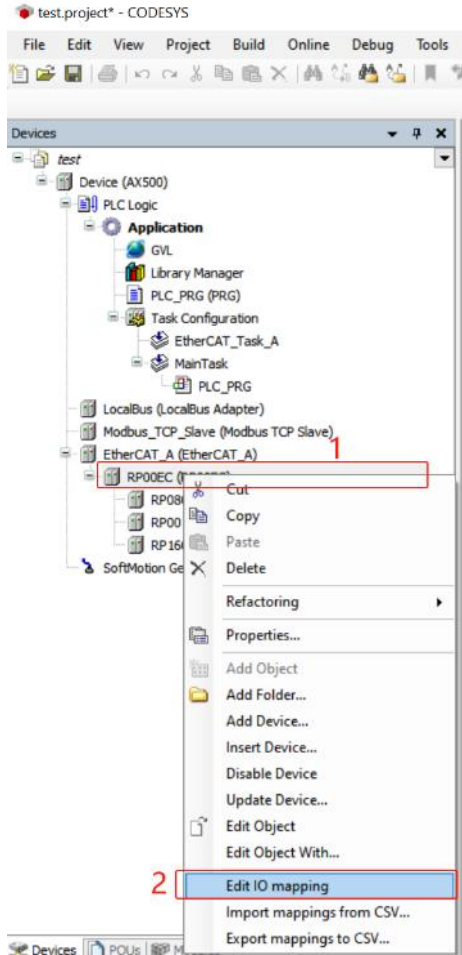 test.project* - CODESYS
File Edit View Project Build Online Debug Tools
Devices
test
Device (AX500)
PLC Logic
Application
GVL
Library Manager
PLC_PRG (PRG)
Task Configuration
EtherCAT_Task_A
MainTask
PLC_PRG
LocalBus (LocalBus Adapter)
Modbus_TCP_Slave (Modbus TCP Slave)
1
EtherCAT_A (EtherCAT_A)
RP00EC
Cut
Copy
Paste
SoftMotion
Delete
Refactoring
Properties...
Add Object
Add Folder...
Add Device...
Insert Device...
Disable Device
Update Device...
Edit Object
Edit Object With...
2
Edit IO mapping
Import mappings from CSV...
Export mappings to CSV...
Devices POUs